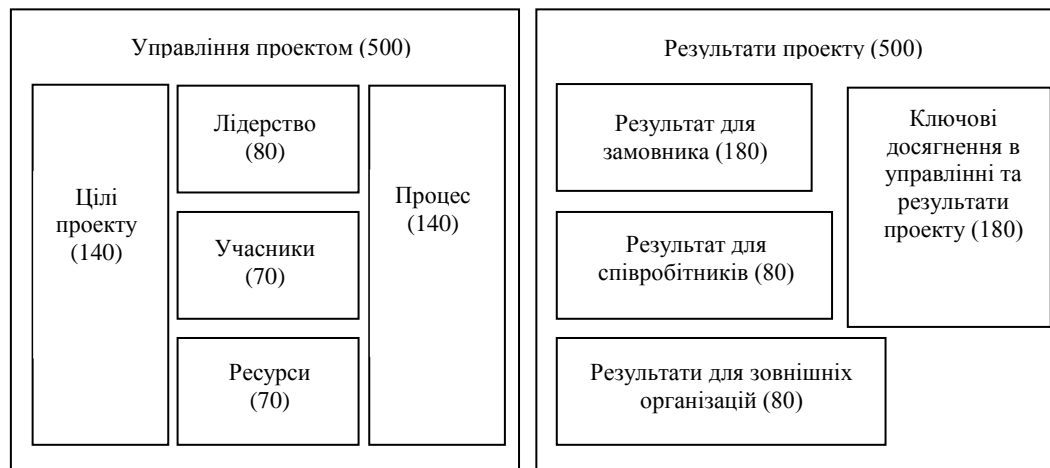 Управління проектом (500)
Цілі
проекту
(140)
Лідерство
(80)
Учасники
(70)
Ресурси
(70)
Процес
(140)
Результати проекту (500)
Результат для
замовника (180)
Результат для
співробітників (80)
Результати для зовнішніх
організацій (80)
Ключові
досягнення в
управлінні та
результати
проекту (180)